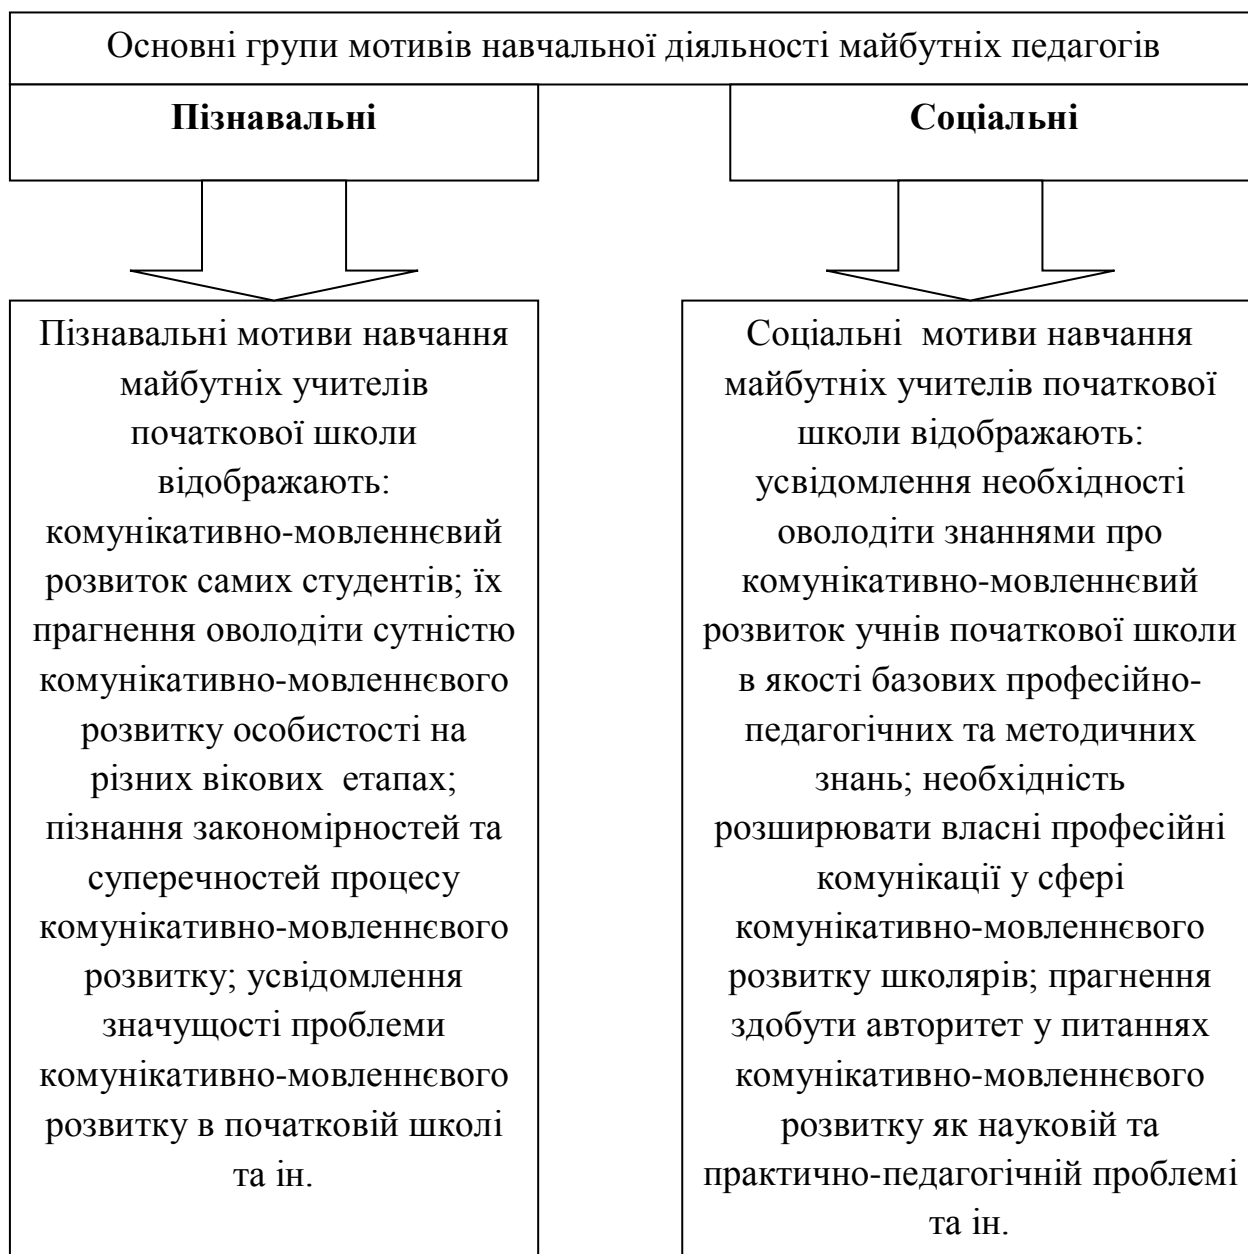 Основні групи мотивів навчальної діяльності майбутніх педагогів
Пізнавальні
Соціальні
Пізнавальні мотиви навчання
майбутніх учителів
початкової школи
відображають:
комунікативно-мовленнєвий
розвиток самих студентів; їх
прагнення оволодіти сутністю
комунікативно-мовленнєвого
розвитку особистості на
різних вікових  етапах;
пізнання закономірностей та
суперечностей процесу
комунікативно-мовленнєвого
розвитку; усвідомлення
значущості проблеми
комунікативно-мовленнєвого
розвитку в початковій школі
та ін.
Соціальні  мотиви навчання
майбутніх учителів початкової
школи відображають:
усвідомлення необхідності
оволодіти знаннями про
комунікативно-мовленнєвий
розвиток учнів початкової школи
в якості базових професійно-
педагогічних та методичних
знань; необхідність
розширювати власні професійні
комунікації у сфері
комунікативно-мовленнєвого
розвитку школярів; прагнення
здобути авторитет у питаннях
комунікативно-мовленнєвого
розвитку як науковій та
практично-педагогічній проблемі
та ін.